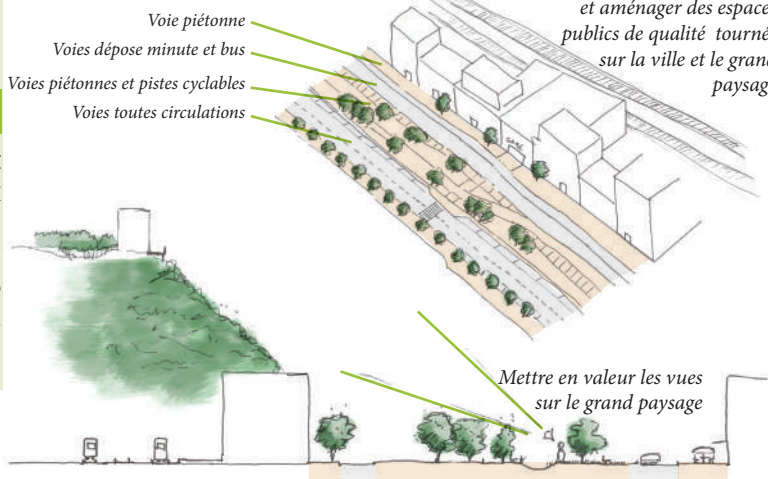 Voie piétonne
Voies dépose minute et bus
Voies piétonnes et pistes cyclables
Voies toutes circulations
et aménager des espace
publics de qualité tourné
sur la ville et le grand
paysag
GARE
Mettre en valeur les vues
sur le grand paysage